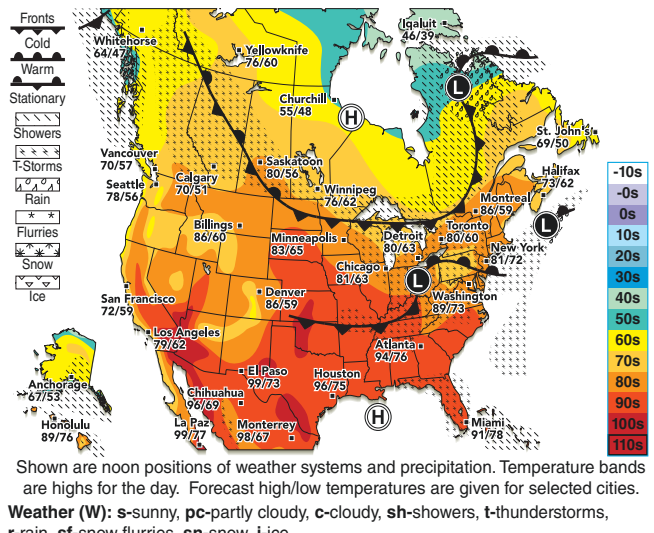 Fronts
Cold
Warm
Stationary
Showers
T-Storms
Rain
Flurries
Snow
Ice
Whitehorse
64/47
Yellowknife
76/60
Iqaluit
46/39
Churchill
55/48
H
L
St. John's
69/50
Vancouver
70/57
Seattle
78/56
Calgary
70/51
Saskatoon
80/56
Winnipeg
76/62
Halifax
73/62
Montreal
86/59
L
Billings
86/60
Minneapolis
83/65
Detroit
80/63
Toronto
80/60
New York
81/72
Chicago
81/63
L
Washington
89/73
San Francisco
72/59
Denver
86/59
Los Angeles
79/62
Atlanta
94/76
El Paso
99/73
Houston
96/75
Chihuahua
96/69
La Paz
99/77
Monterrey
98/67
H
Miami
91/78
Anchorage
67/53
Honolulu
89/76
-10s
-0s
0s
10s
20s
30s
40s
50s
60s
70s
80s
90s
100s
110s
Shown are noon positions of weather systems and precipitation. Temperature bands
are highs for the day. Forecast high/low temperatures are given for selected cities.
Weather (W): s-sunny, pc-partly cloudy, c-cloudy, sh-showers, t-thunderstorms,
r-rain, sf-snow flurries, sn-snow, i-ice